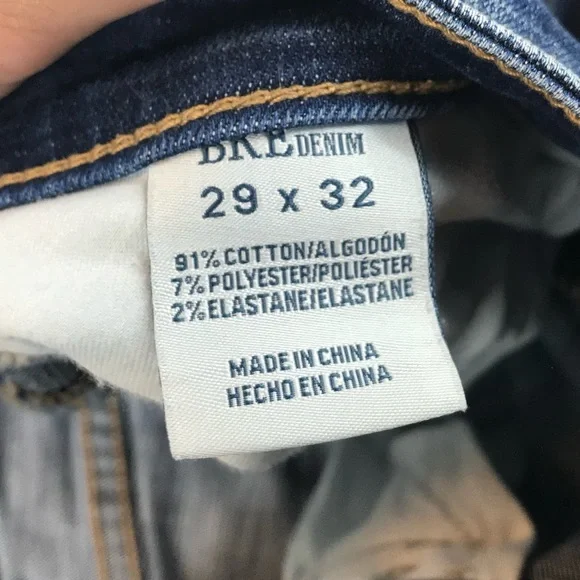 BKE DENIM
29 x 32
91% COTTON/ALGODÓN
7% POLYESTER/POLIÉSTER
2% ELASTANE/ELASTANE
MADE IN CHINA
HECHO EN CHINA